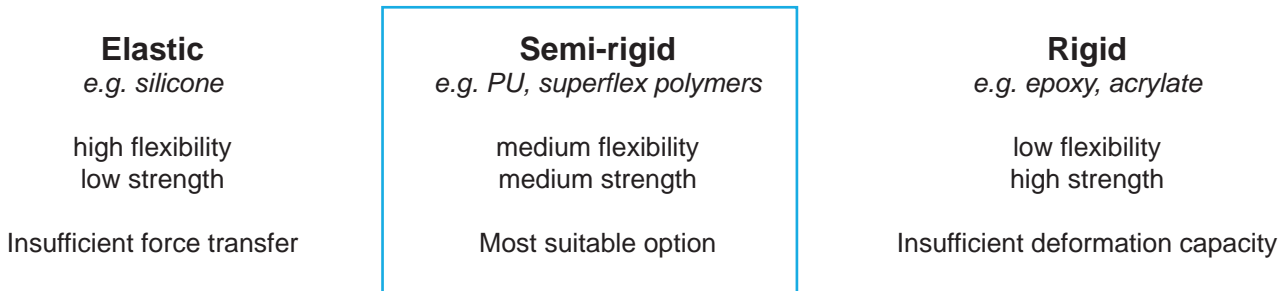 Elastic
e.g. silicone
high flexibility
low strength
Insufficient force transfer
Semi-rigid
e.g. PU, superflex polymers
medium flexibility
medium strength
Most suitable option
Rigid
e.g. epoxy, acrylate
low flexibility
high strength
Insufficient deformation capacity